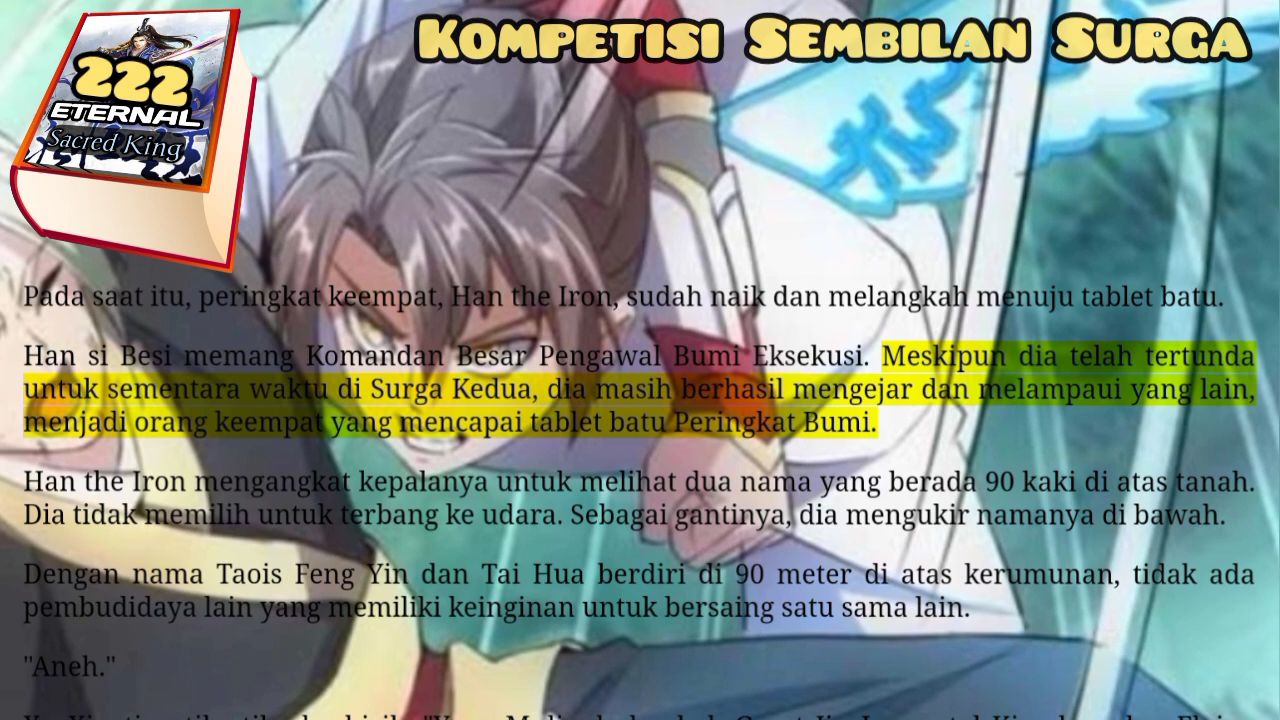 Kompetisi Sembilan Surga
222
ETERNAL
Sacred King
Pada saat itu, peringkat keempat, Han the Iron, sudah naik dan melangkah menuju tablet batu.
Han si Besi memang Komandan Besar Pengawal Bumi Eksekusi. Meskipun dia telah tertunda
untuk sementara waktu di Surga Kedua, dia masih berhasil mengejar dan melampaui yang lain,
menjadi orang keempat yang mencapai tablet batu Peringkat Bumi.
Han the Iron mengangkat kepalanya untuk melihat dua nama yang berada 90 kaki di atas tanah.
Dia tidak memilih untuk terbang ke udara. Sebagai gantinya, dia mengukir namanya di bawah.
Dengan nama Taois Feng Yin dan Tai Hua berdiri di 90 meter di atas kerumunan, tidak ada
pembudidaya lain yang memiliki keinginan untuk bersaing satu sama lain.
"Aneh."